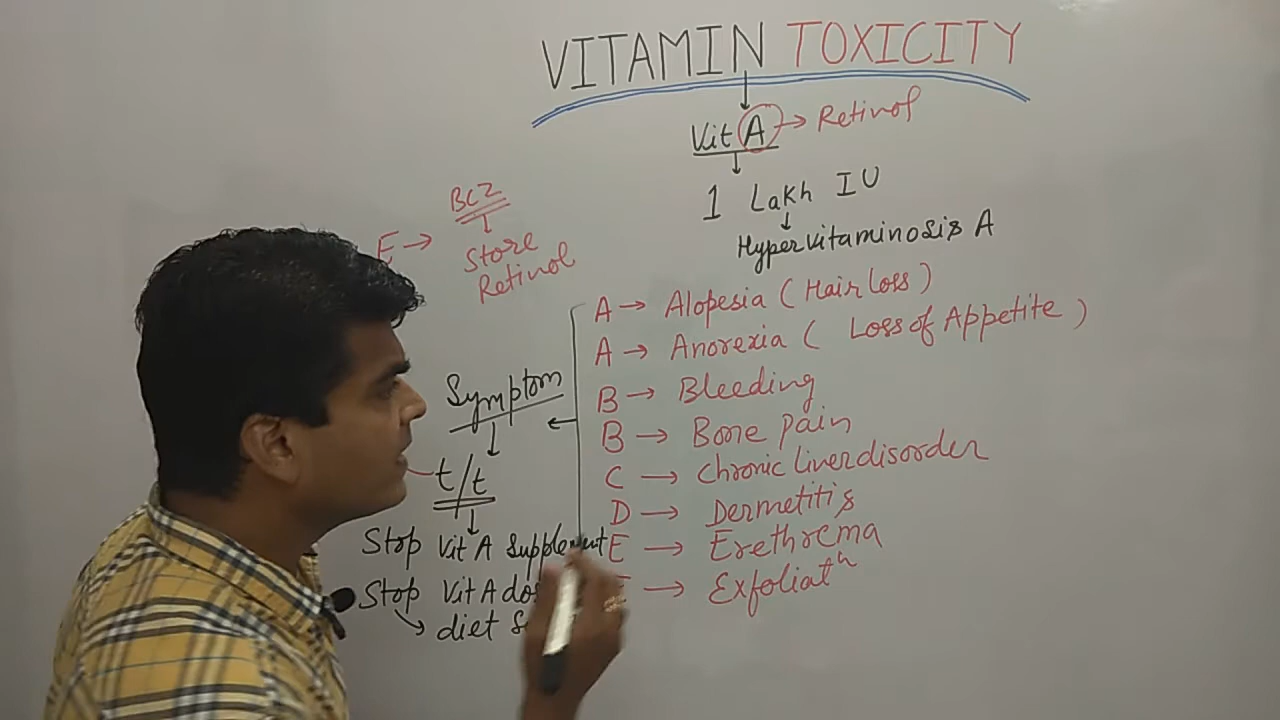 VITAMIN TOXICITY
Vit A → Retinol
1 Lakh IU
Hypervitaminosis A
BCZ
E → Store
Retinol
A → Alopesia (Hair loss)
A → Anorexia ( Loss of Appetite )
B → Bleeding
B → Bone pain
C → Chronic liver disorder
D → Dermetitis
E → Erethrema
E → Exfoliatn
Symptom
t/t
Stop Vit A Supplement
Stop Vit A
diet